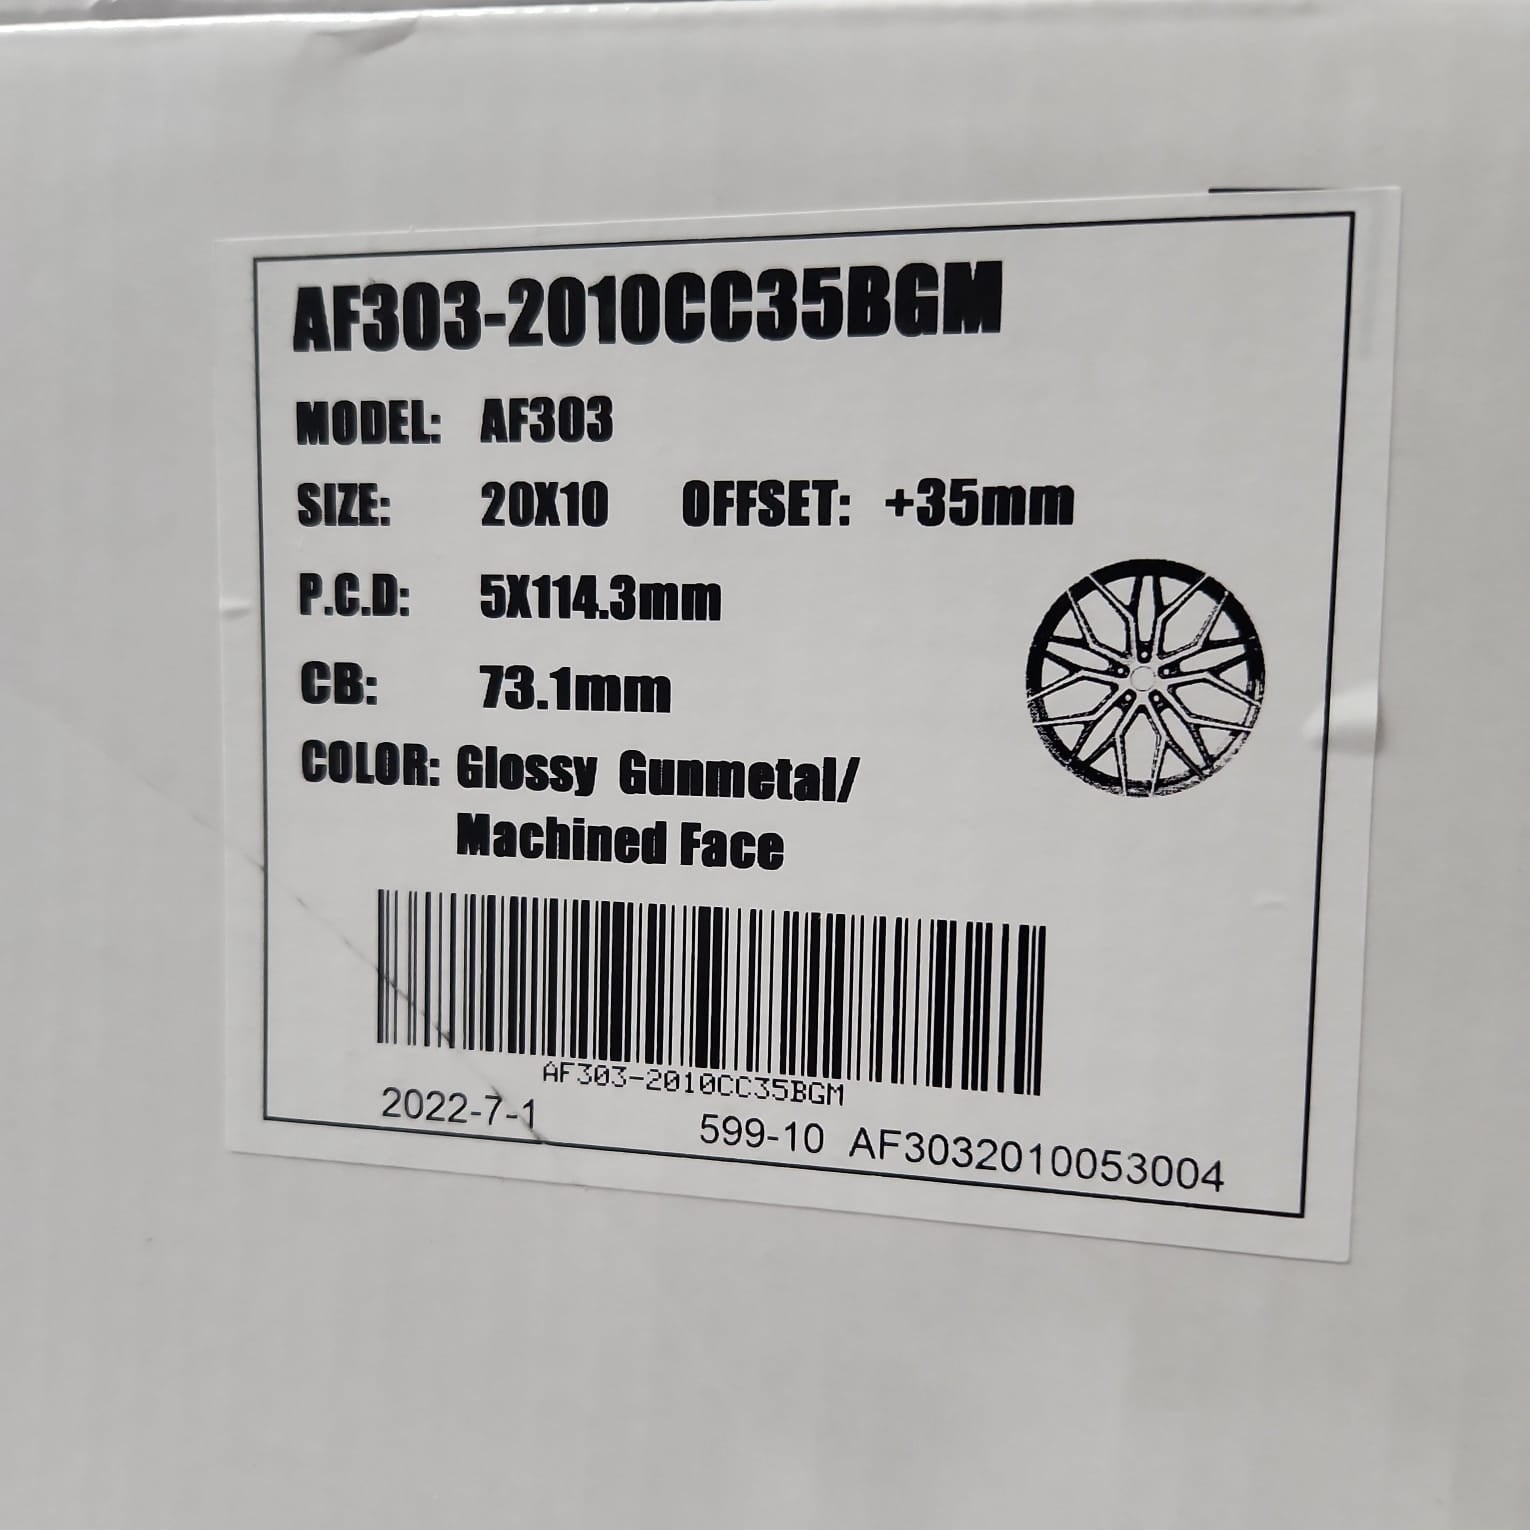 AF303-2010CC35BGM
MODEL: AF303
SIZE: 20X10 OFFSET: +35mm
P.C.D: 5X114.3mm
CB: 73.1mm
COLOR: Glossy Gunmetal/
Machined Face
AF303-2010CC35BGM
2022-7-1 599-10 AF3032010053004